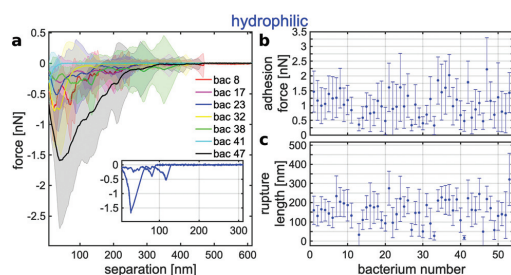 hydrophilic
a
force [nN]
0.5
0
-0.5
-1
-1.5
-2
-2.5
bac 8
bac 17
bac 23
bac 32
bac 38
bac 41
bac 47
0
-0.5
-1
-1.5
100 200 300
100 200 300 400 500 600
separation [nm]
b
adhesion
force [nN]
3.5
3
2.5
2
1.5
1
0.5
0
c
rupture
length [nm]
500
400
300
200
100
0
0 10 20 30 40 50
bacterium number